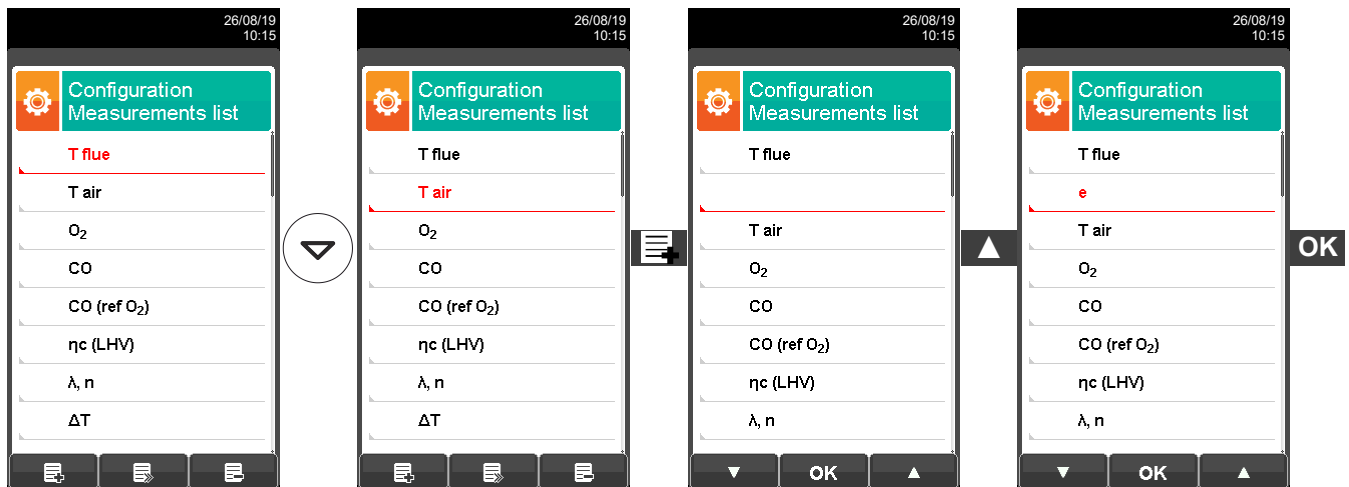 26/08/19
10:15
Configuration
Measurements list
T flue
T air
O₂
CO
CO (ref O₂)
ηc (LHV)
λ, n
ΔT
26/08/19
10:15
Configuration
Measurements list
T flue
T air
O₂
CO
CO (ref O₂)
ηc (LHV)
λ, n
ΔT
26/08/19
10:15
Configuration
Measurements list
T flue
T air
O₂
CO
CO (ref O₂)
ηc (LHV)
λ, n
OK
26/08/19
10:15
Configuration
Measurements list
T flue
e
T air
O₂
CO
CO (ref O₂)
ηc (LHV)
λ, n
OK
OK